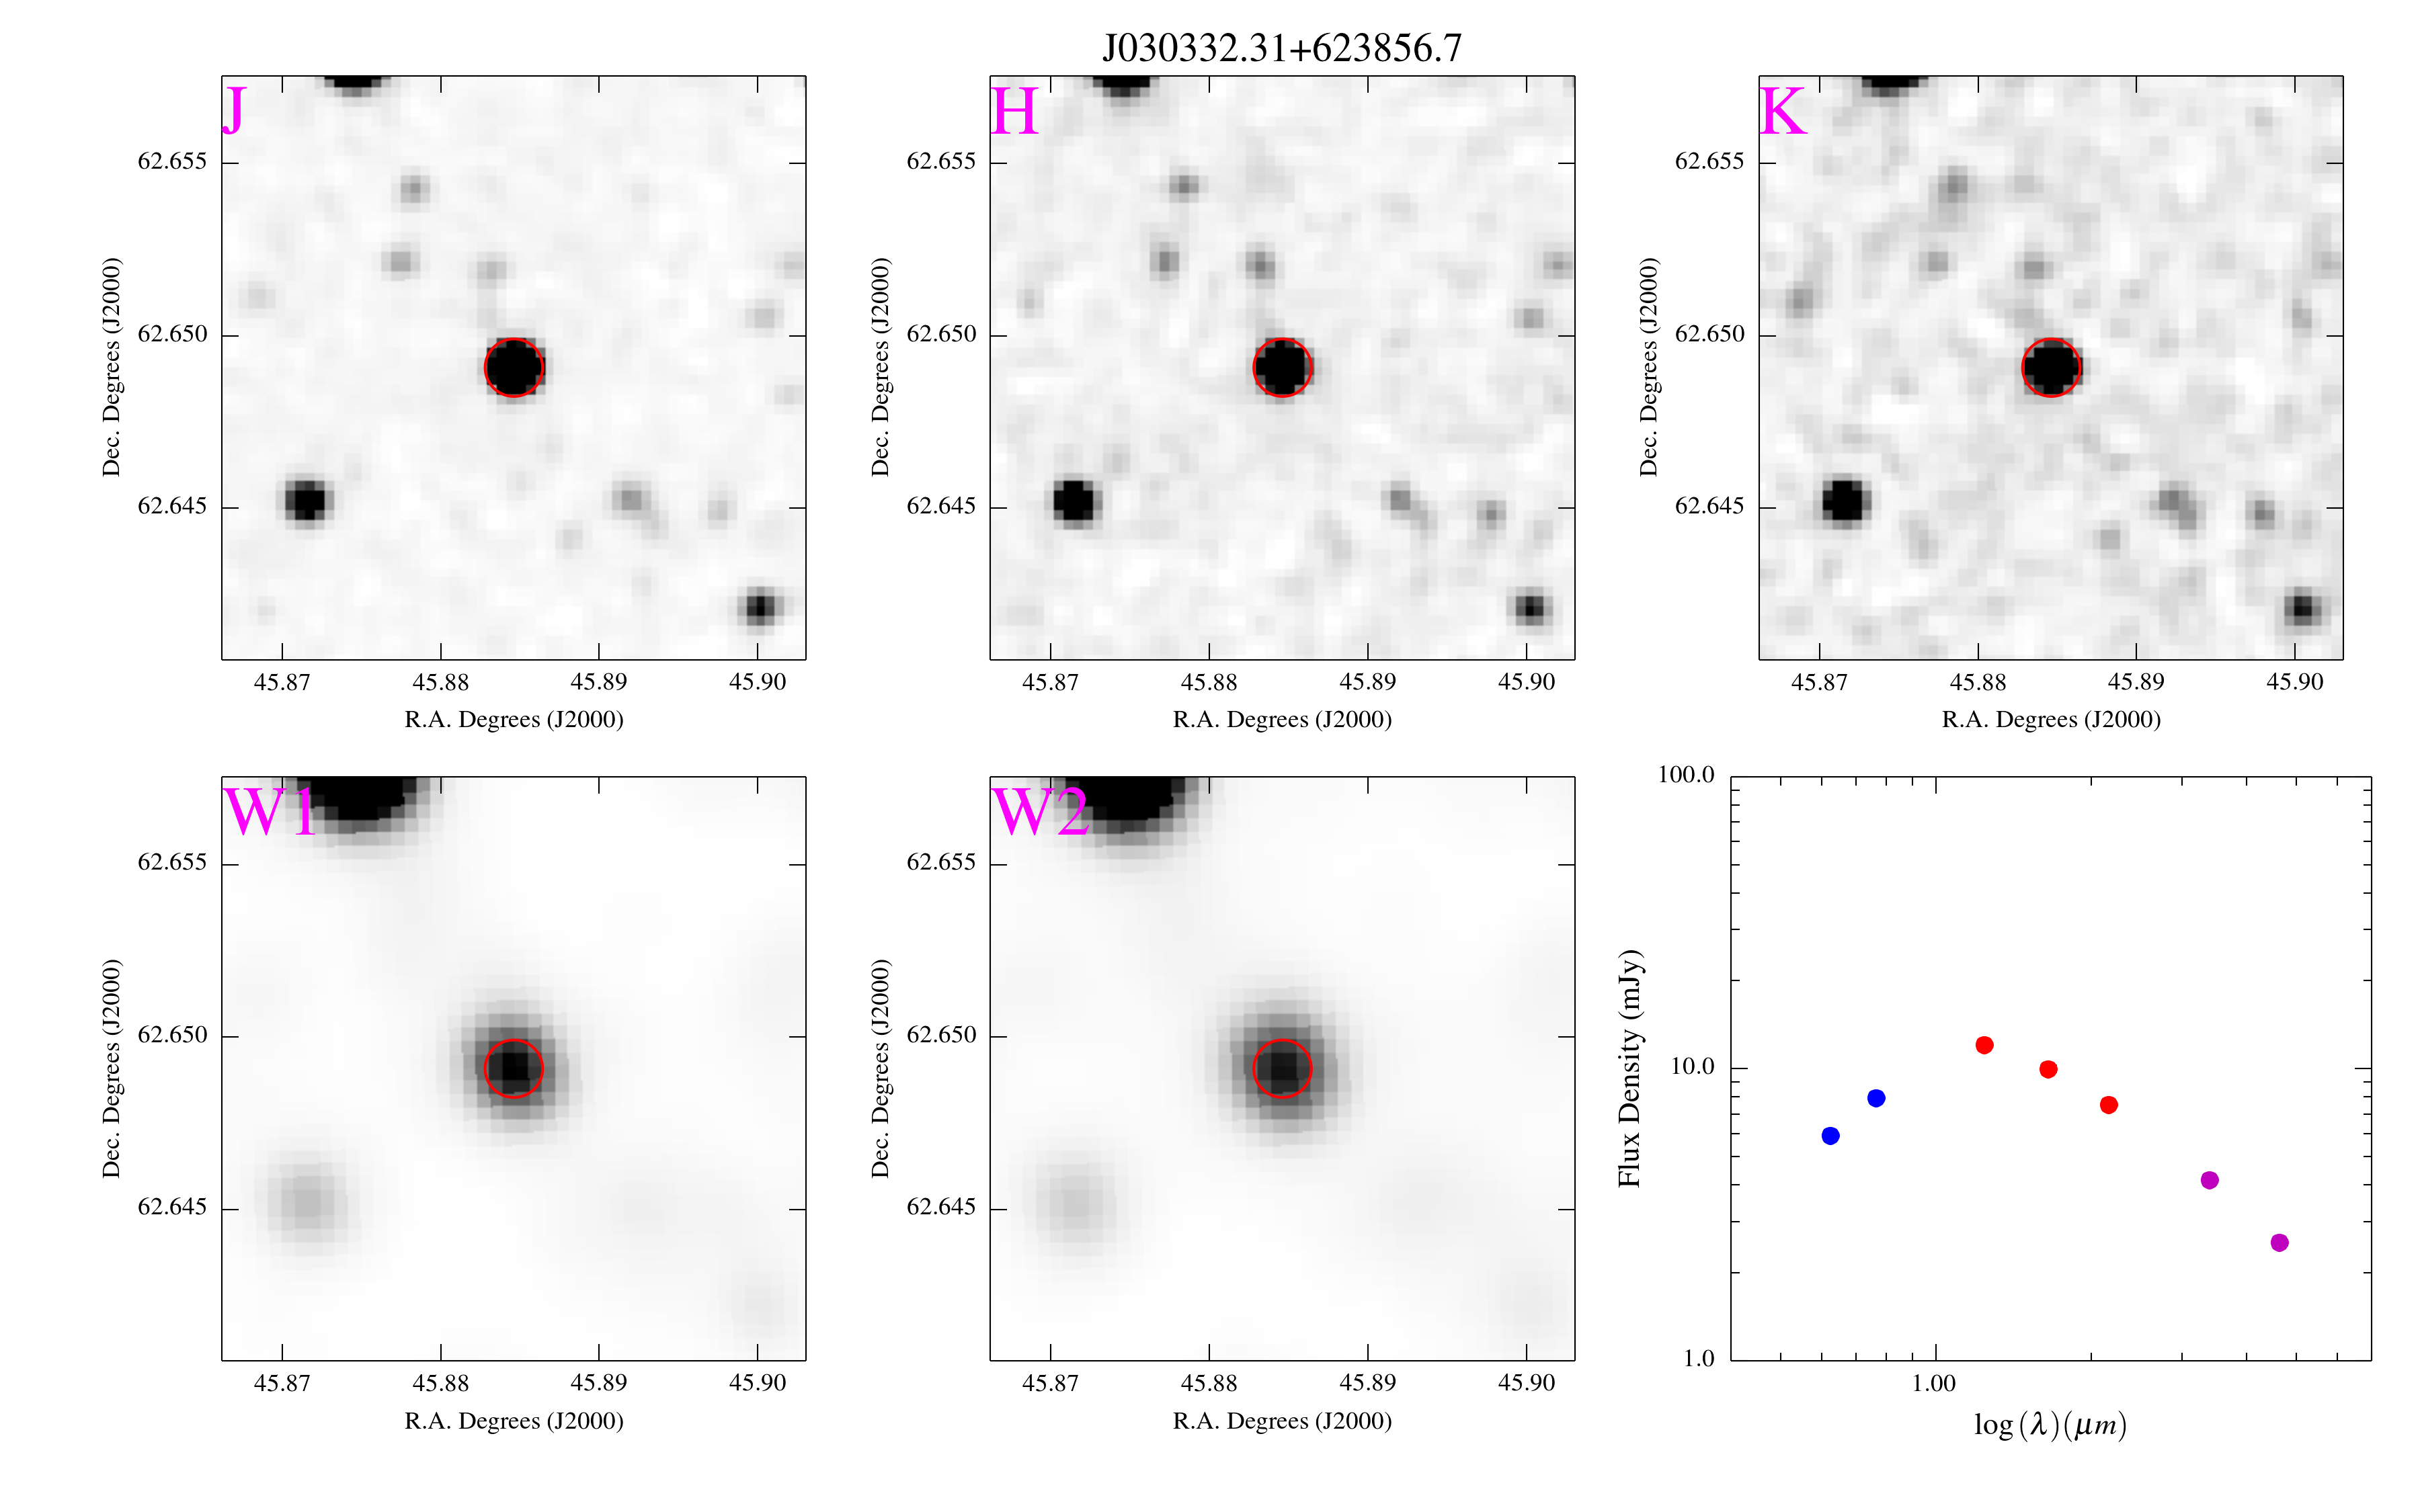 J030332.31+623856.7
J
62.655
62.650
62.645
Dec. Degrees (J2000)
45.87 45.88 45.89 45.90
R.A. Degrees (J2000)
H
62.655
62.650
62.645
Dec. Degrees (J2000)
45.87 45.88 45.89 45.90
R.A. Degrees (J2000)
K
62.655
62.650
62.645
Dec. Degrees (J2000)
45.87 45.88 45.89 45.90
R.A. Degrees (J2000)
W1
62.655
62.650
62.645
Dec. Degrees (J2000)
45.87 45.88 45.89 45.90
R.A. Degrees (J2000)
W2
62.655
62.650
62.645
Dec. Degrees (J2000)
45.87 45.88 45.89 45.90
R.A. Degrees (J2000)
100.0
10.0
1.0
Flux Density (mJy)
1.00
log (λ)(μm)